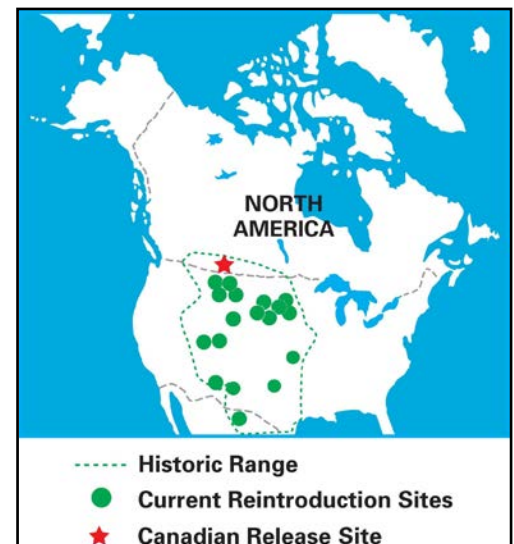 NORTH
AMERICA
Historic Range
Current Reintroduction Sites
Canadian Release Site